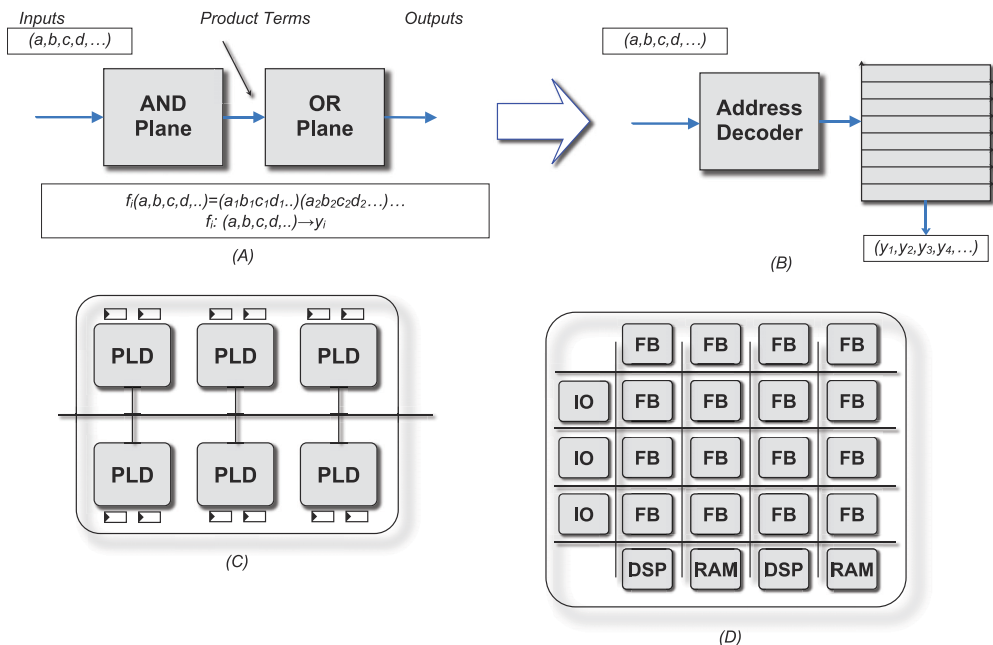 Inputs
Product Terms
Outputs
(a,b,c,d,…)
AND
Plane
OR
Plane
fᵢ(a,b,c,d,..)=(a₁b₁c₁d₁..)(a₂b₂c₂d₂…)…
fᵢ: (a,b,c,d,..)→yᵢ
(A)
(a,b,c,d,…)
Address
Decoder
(y₁,y₂,y₃,y₄,…)
(B)
PLD PLD PLD
PLD PLD PLD
(C)
FB FB FB FB
IO FB FB FB FB
IO FB FB FB FB
IO FB FB FB FB
DSP RAM DSP RAM
(D)